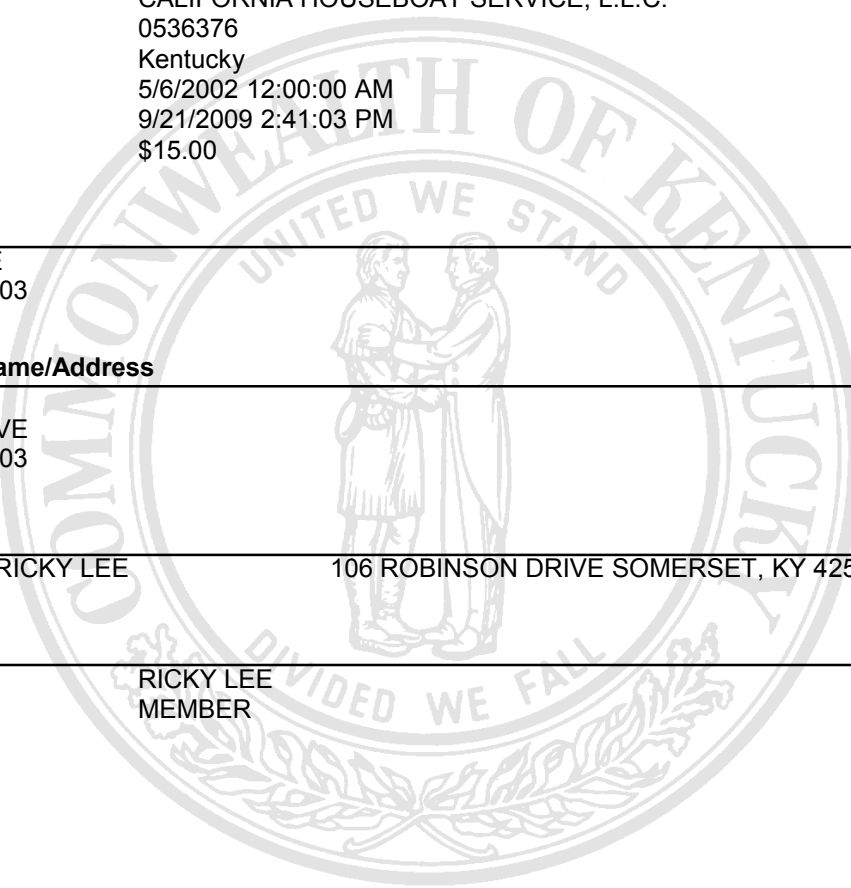 CALIFORNIA HOUSEBOAT SERVICE, L.L.C.
0536376
Kentucky
5/6/2002 12:00:00 AM
9/21/2009 2:41:03 PM
$15.00
E
03
ame/Address
VE
03
RICKY LEE 106 ROBINSON DRIVE SOMERSET, KY 425
RICKY LEE
MEMBER
COMMONWEALTH OF KENTUCKY
UNITED WE STAND
DIVIDED WE FALL